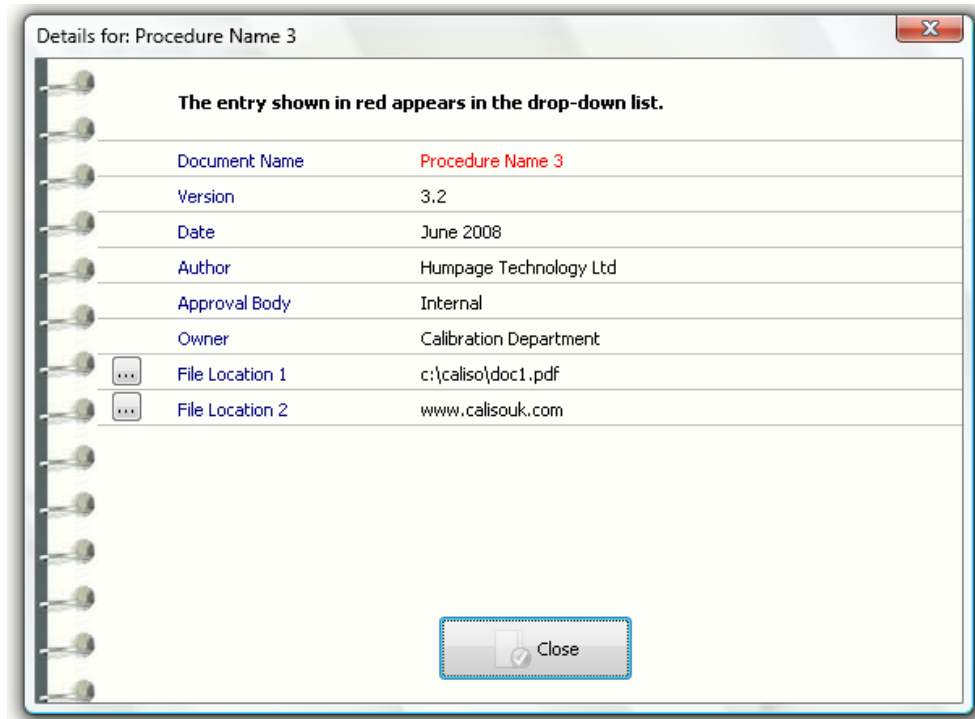 Details for: Procedure Name 3
The entry shown in red appears in the drop-down list.
Document Name Procedure Name 3
Version 3.2
Date June 2008
Author Humpage Technology Ltd
Approval Body Internal
Owner Calibration Department
... File Location 1 c:\caliso\doc1.pdf
... File Location 2 www.calisouk.com
Close